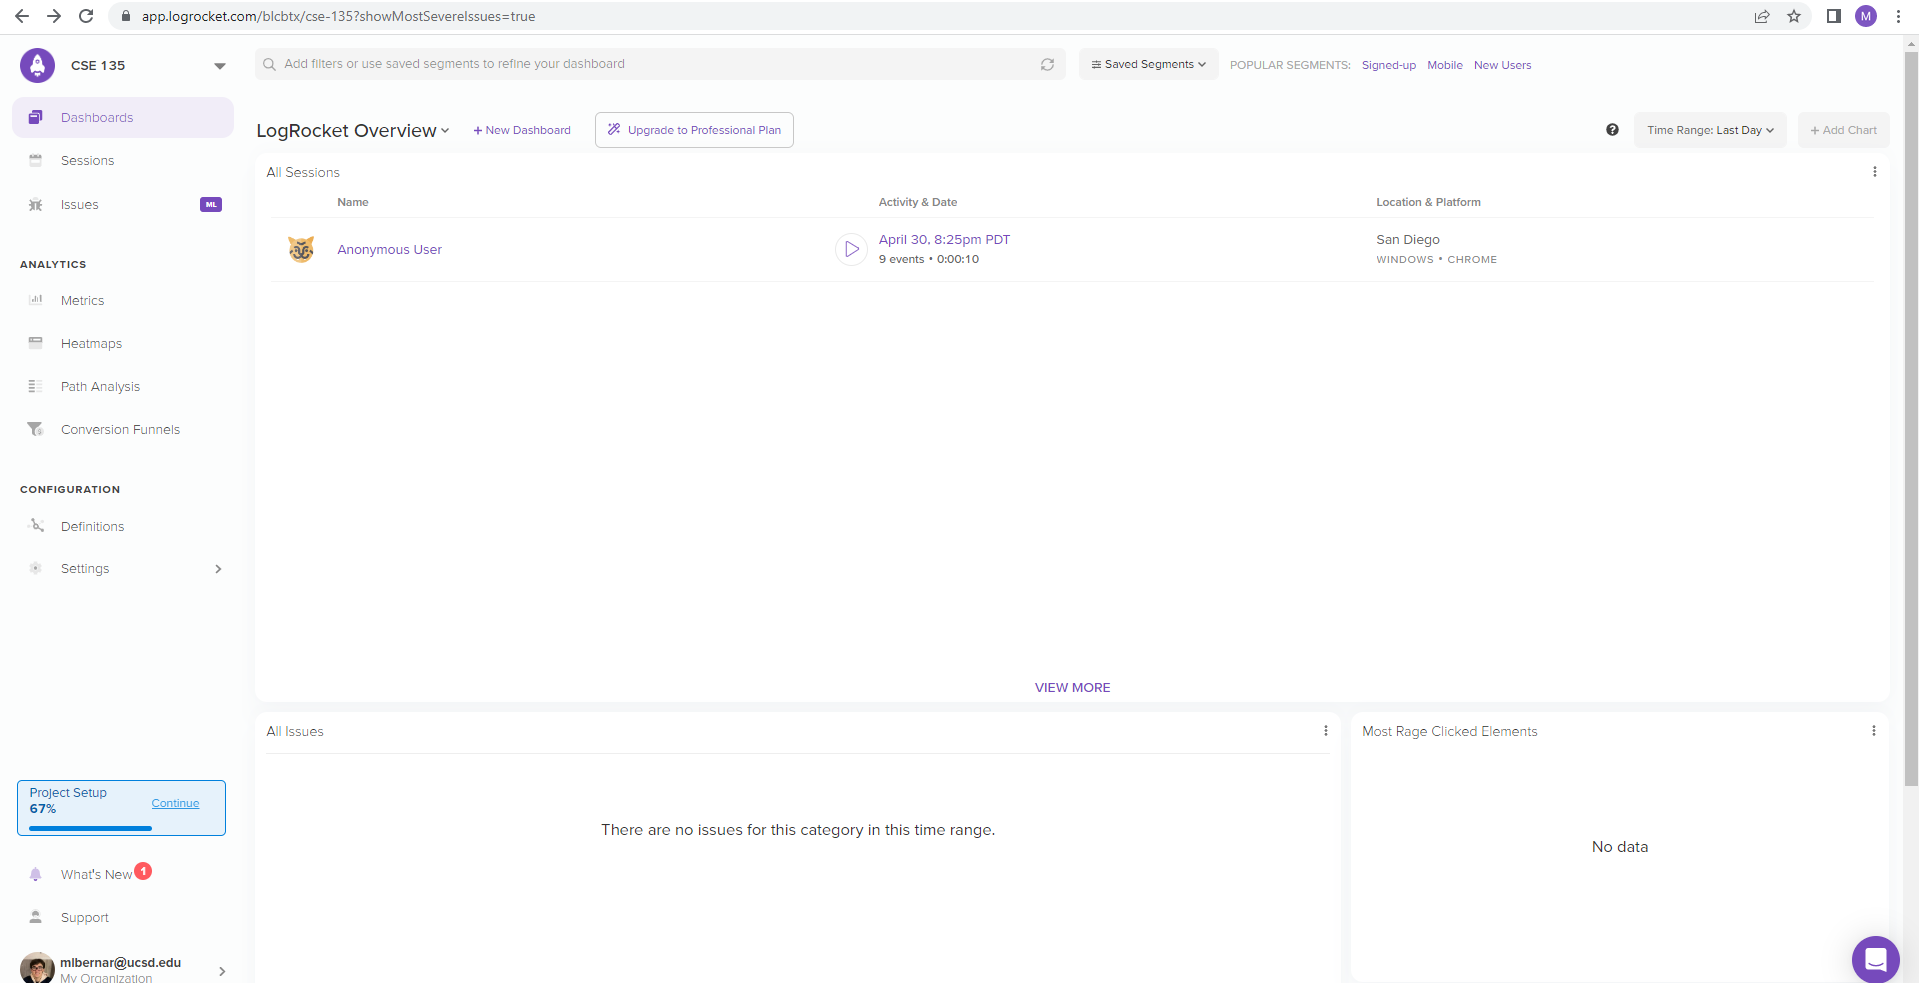 app.logrocket.com/blcbtx/cse-135?showMostSevereIssues=true
M
CSE 135
Add filters or use saved segments to refine your dashboard
Saved Segments
POPULAR SEGMENTS: Signed-up Mobile New Users
Dashboards
Sessions
Issues ML
ANALYTICS
Metrics
Heatmaps
Path Analysis
Conversion Funnels
CONFIGURATION
Definitions
Settings
Project Setup
67%
Continue
What's New 1
Support
mlbernar@ucsd.edu
My Organization
LogRocket Overview
+ New Dashboard
Upgrade to Professional Plan
?
Time Range: Last Day
+ Add Chart
All Sessions
Name Activity & Date Location & Platform
Anonymous User
April 30, 8:25pm PDT
9 events • 0:00:10
San Diego
WINDOWS • CHROME
VIEW MORE
All Issues
There are no issues for this category in this time range.
Most Rage Clicked Elements
No data